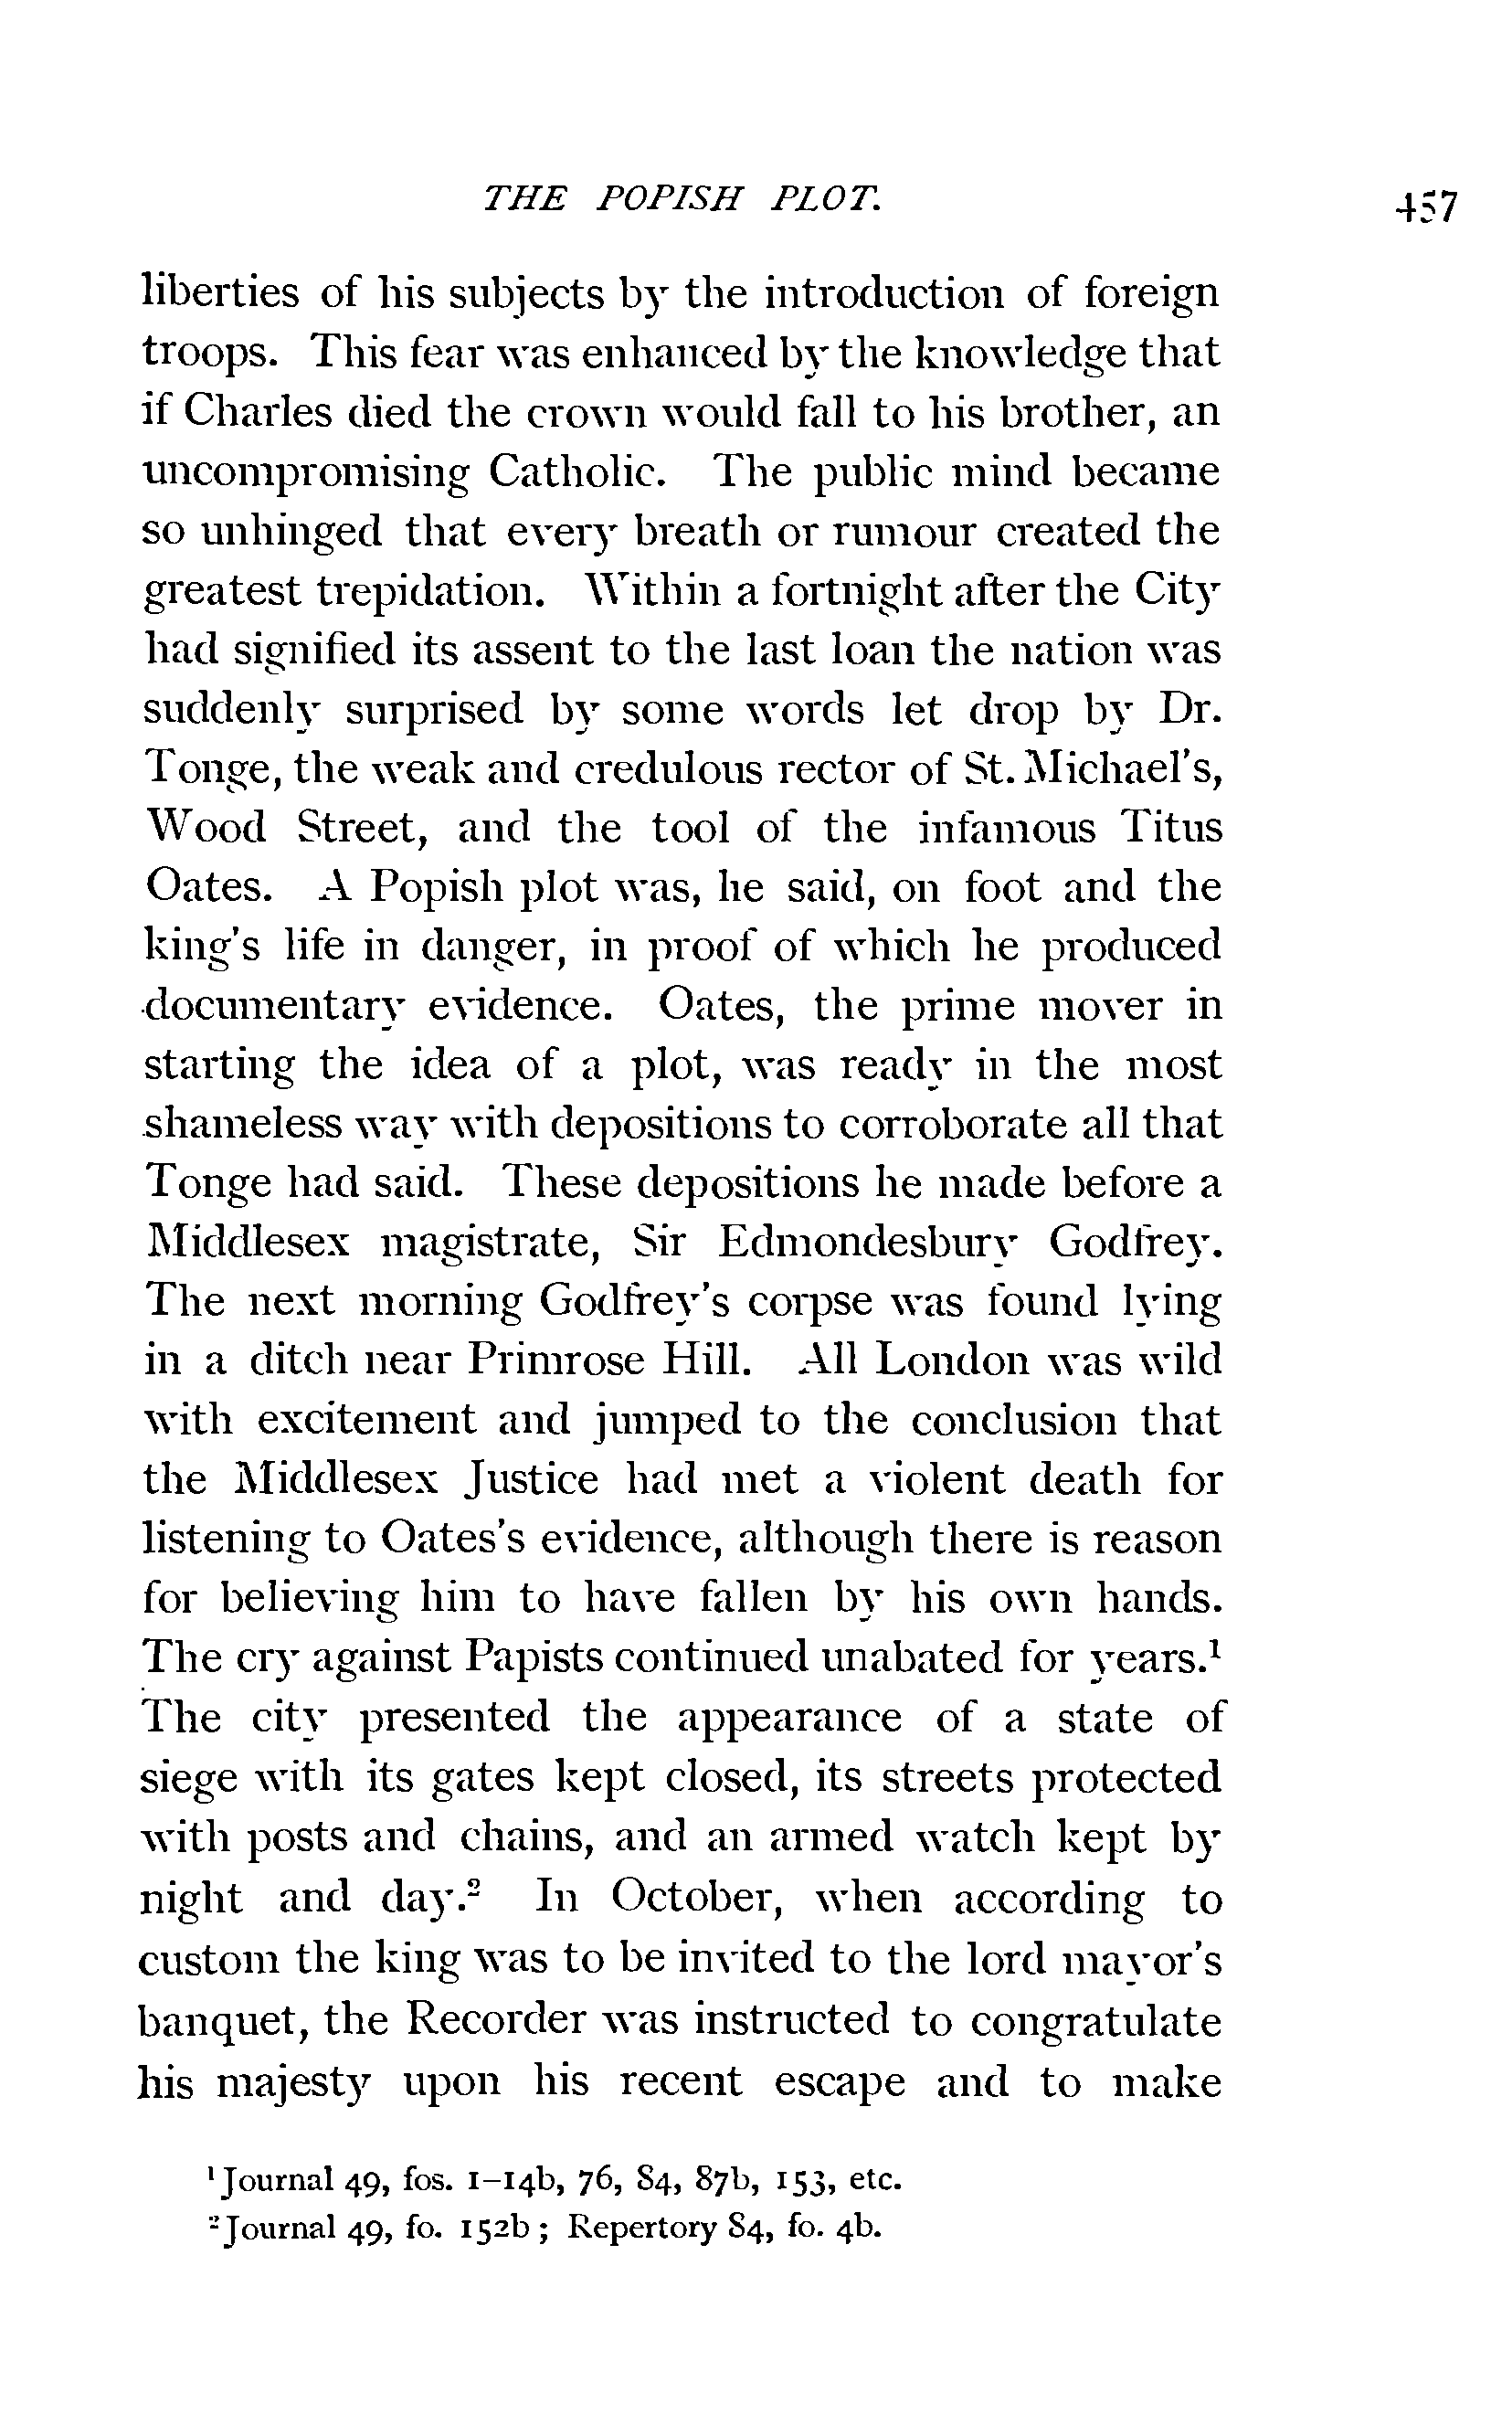 THE POPISH PLOT. 457
liberties of his subjects by the introduction of foreign
troops. This fear was enhanced by the knowledge that
if Charles died the crown would fall to his brother, an
uncompromising Catholic. The public mind became
so unhinged that every breath or rumour created the
greatest trepidation. Within a fortnight after the City
had signified its assent to the last loan the nation was
suddenly surprised by some words let drop by Dr.
Tonge, the weak and credulous rector of St. Michael's,
Wood Street, and the tool of the infamous Titus
Oates. A Popish plot was, he said, on foot and the
king's life in danger, in proof of which he produced
documentary evidence. Oates, the prime mover in
starting the idea of a plot, was ready in the most
shameless way with depositions to corroborate all that
Tonge had said. These depositions he made before a
Middlesex magistrate, Sir Edmondesbury Godfrey.
The next morning Godfrey's corpse was found lying
in a ditch near Primrose Hill. All London was wild
with excitement and jumped to the conclusion that
the Middlesex Justice had met a violent death for
listening to Oates's evidence, although there is reason
for believing him to have fallen by his own hands.
The cry against Papists continued unabated for years.¹
The city presented the appearance of a state of
siege with its gates kept closed, its streets protected
with posts and chains, and an armed watch kept by
night and day.² In October, when according to
custom the king was to be invited to the lord mayor's
banquet, the Recorder was instructed to congratulate
his majesty upon his recent escape and to make
¹ Journal 49, fos. 1–14b, 76, 84, 87b, 153, etc.
² Journal 49, fo. 152b ; Repertory 84, fo. 4b.